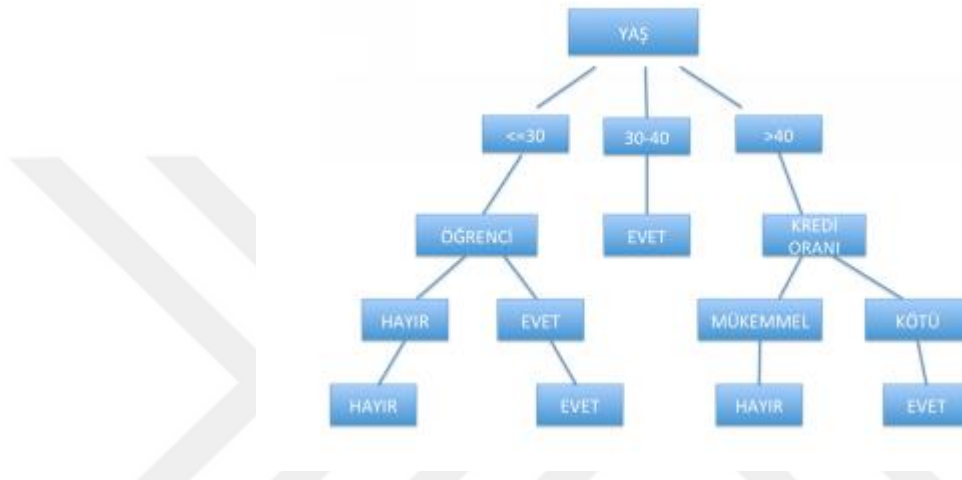 YAŞ
<=30
30-40
>40
ÖĞRENCİ
EVET
KREDİ
ORANI
HAYIR
EVET
MÜKEMMEL
KÖTÜ
HAYIR
EVET
HAYIR
EVET